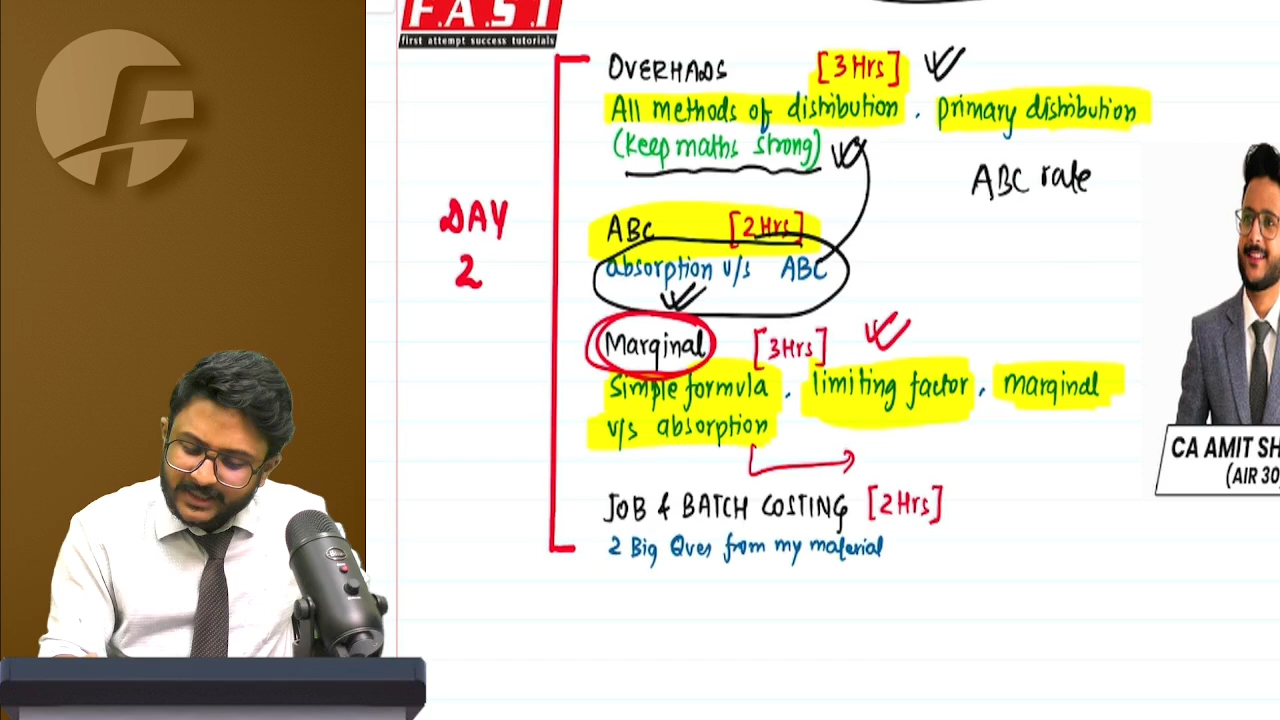 F.A.S.T
first attempt success tutorials
OVERHADS [3 Hrs]
All methods of distribution, primary distribution
(keep maths strong)
ABC rate
DAY
2
ABC [2 Hrs]
absorption v/s ABC
Marginal [3 Hrs]
Simple formula, limiting factor, marginal
v/s absorption
JOB & BATCH COSTING [2 Hrs]
2 Big Ques from my material
CA AMIT SH
(AIR 30